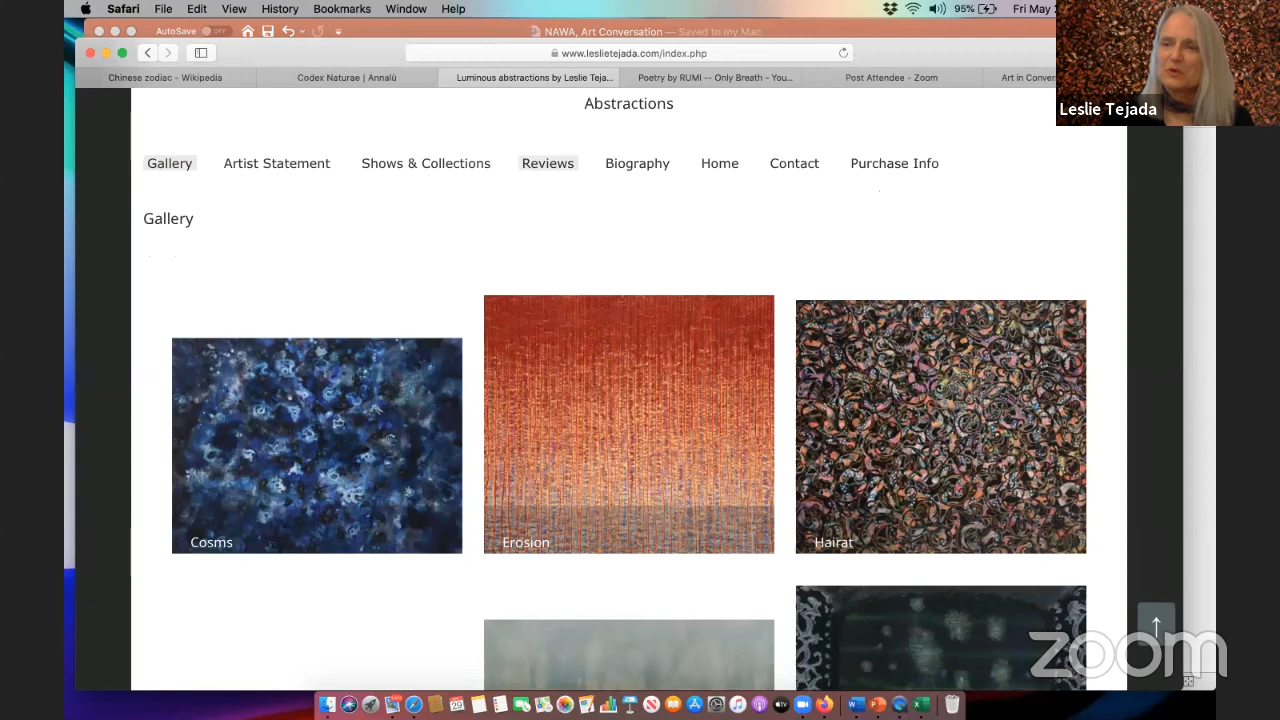 Safari File Edit View History Bookmarks Window Help
95%
Fri May
AutoSave OFF
NAWA, Art Conversation — Saved to my Mac
www.leslietejada.com/index.php
Chinese zodiac - Wikipedia
Codex Naturae | Annalù
Luminous abstractions by Leslie Teja...
Poetry by RUMI -- Only Breath - You...
Post Attendee - Zoom
Art in Conver
Leslie Tejada
Abstractions
Gallery Artist Statement Shows & Collections Reviews Biography Home Contact Purchase Info
Gallery
Cosms
Erosion
Hairat
zoom